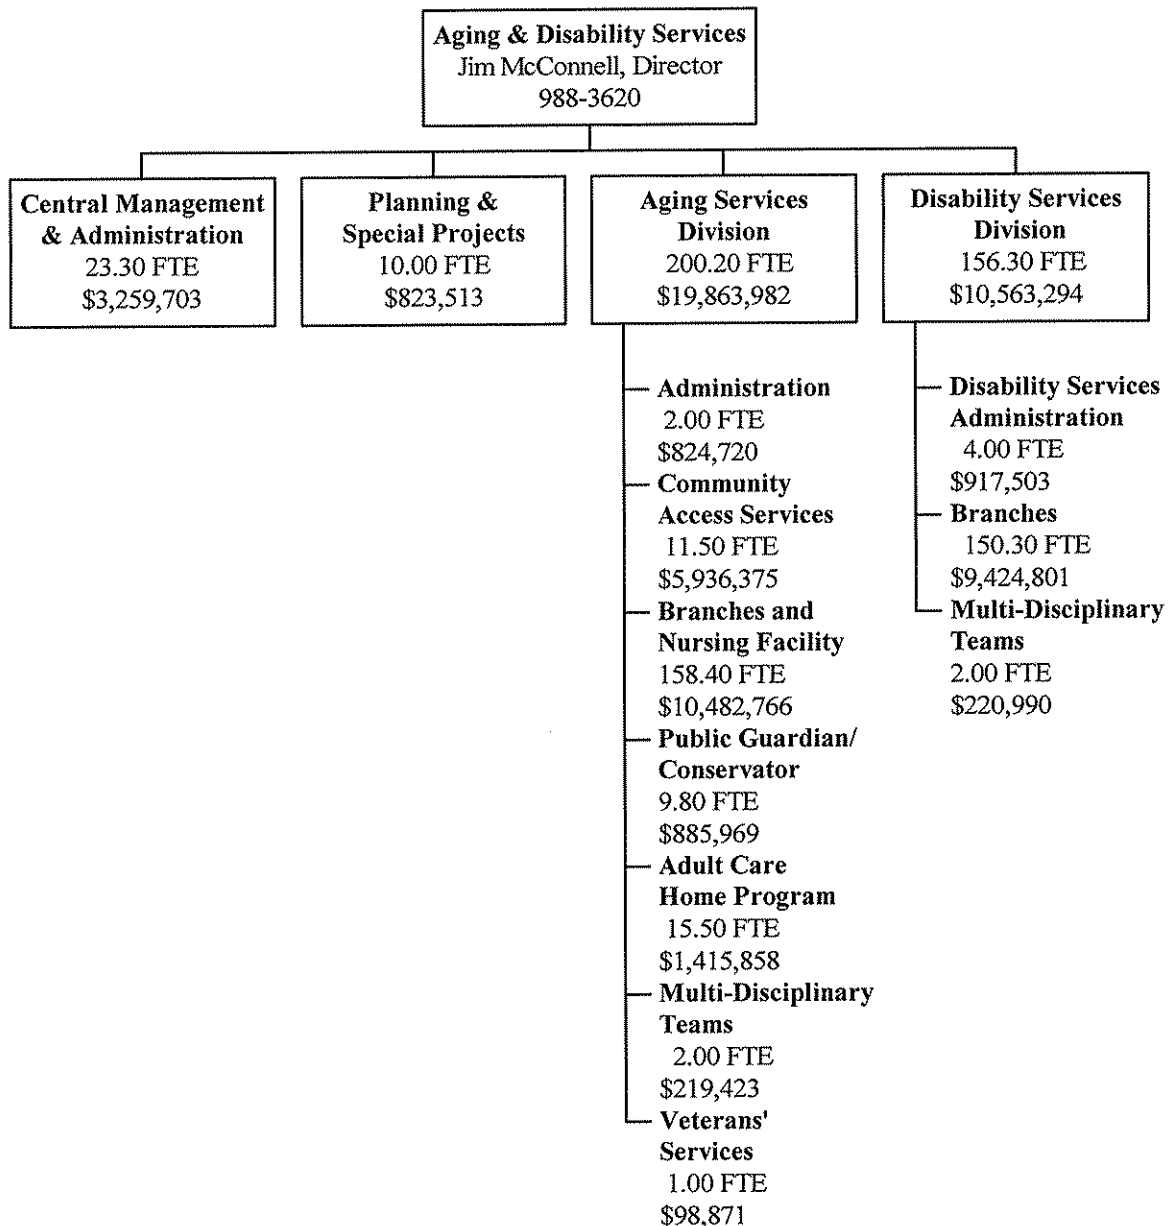 Aging & Disability Services
Jim McConnell, Director
988-3620
Central Management
& Administration
23.30 FTE
$3,259,703
Planning &
Special Projects
10.00 FTE
$823,513
Aging Services
Division
200.20 FTE
$19,863,982
Disability Services
Division
156.30 FTE
$10,563,294
Administration
2.00 FTE
$824,720
Community
Access Services
11.50 FTE
$5,936,375
Branches and
Nursing Facility
158.40 FTE
$10,482,766
Public Guardian/
Conservator
9.80 FTE
$885,969
Adult Care
Home Program
15.50 FTE
$1,415,858
Multi-Disciplinary
Teams
2.00 FTE
$219,423
Veterans'
Services
1.00 FTE
$98,871
Disability Services
Administration
4.00 FTE
$917,503
Branches
150.30 FTE
$9,424,801
Multi-Disciplinary
Teams
2.00 FTE
$220,990